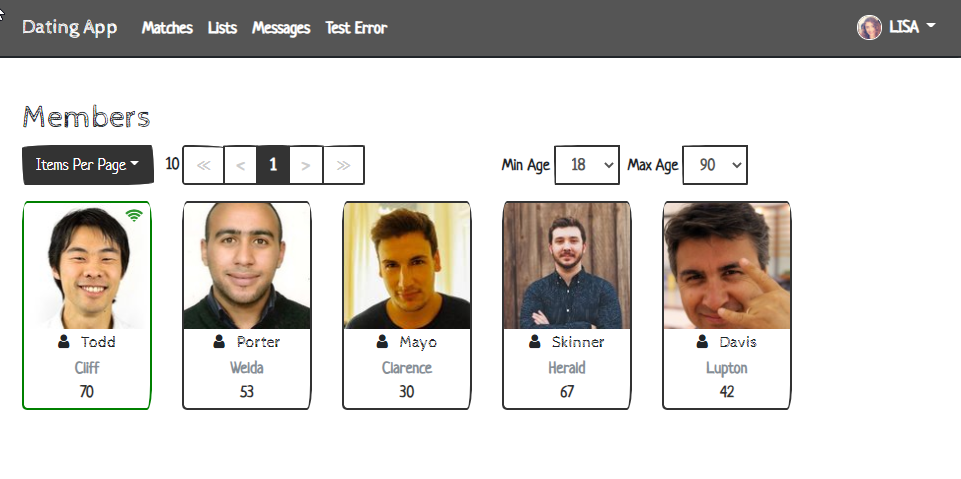 Dating App Matches Lists Messages Test Error LISA
Members
Items Per Page 10 << < 1 > >> Min Age 18 Max Age 90
Todd Porter Mayo Skinner Davis
Cliff Welda Clarence Herald Lupton
70 53 30 67 42